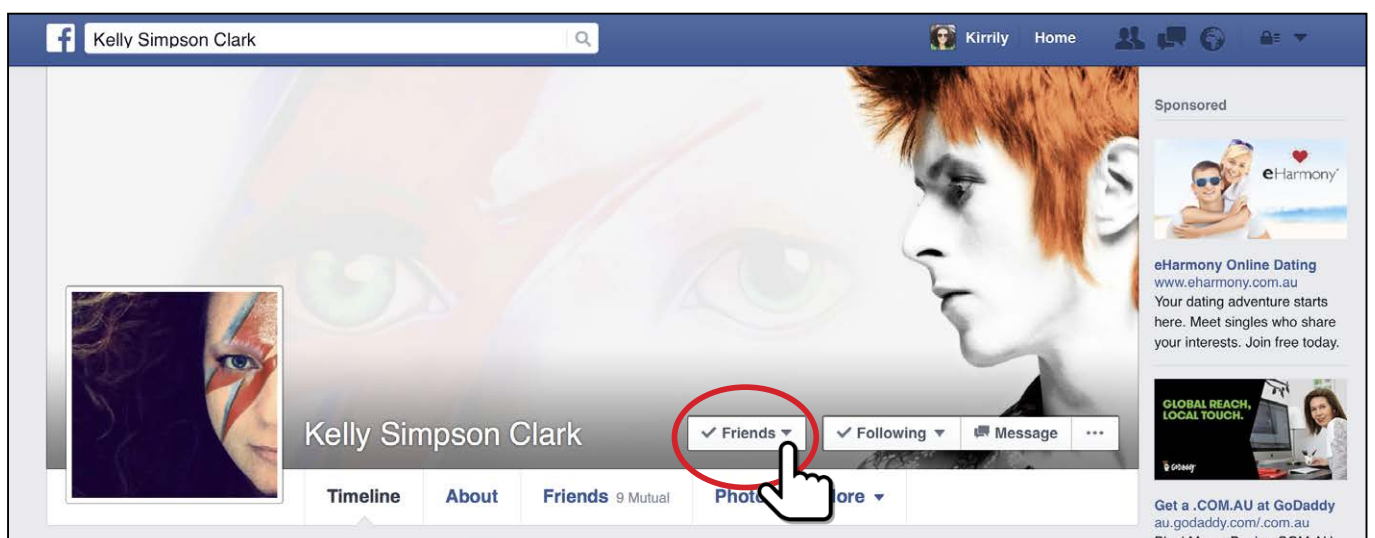 f Kelly Simpson Clark Kirrily Home
Sponsored
eHarmony
eHarmony Online Dating
www.eharmony.com.au
Your dating adventure starts
here. Meet singles who share
your interests. Join free today.
GLOBAL REACH,
LOCAL TOUCH.
GoDaddy
Get a .COM.AU at GoDaddy
au.godaddy.com/.com.au
Kelly Simpson Clark
Friends Following Message ...
Timeline About Friends 9 Mutual